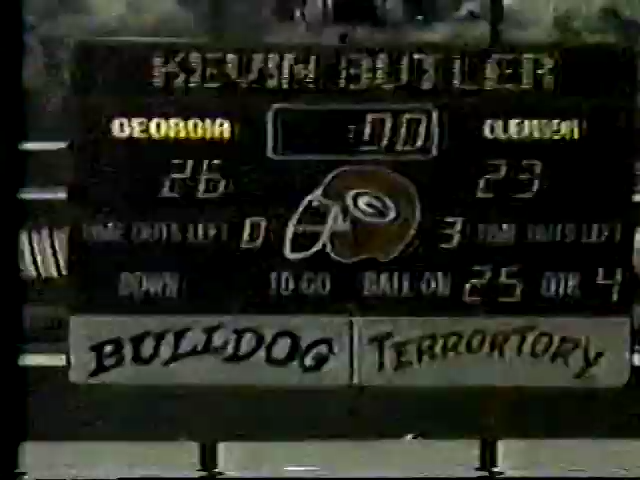 KEVIN BUTLER
GEORGIA :00 CLEMSON
26 23
TIME OUTS LEFT 0 3 TIME OUTS LEFT
DOWN TO GO BALL ON 25 QTR 4
BULLDOG TERRORTORY